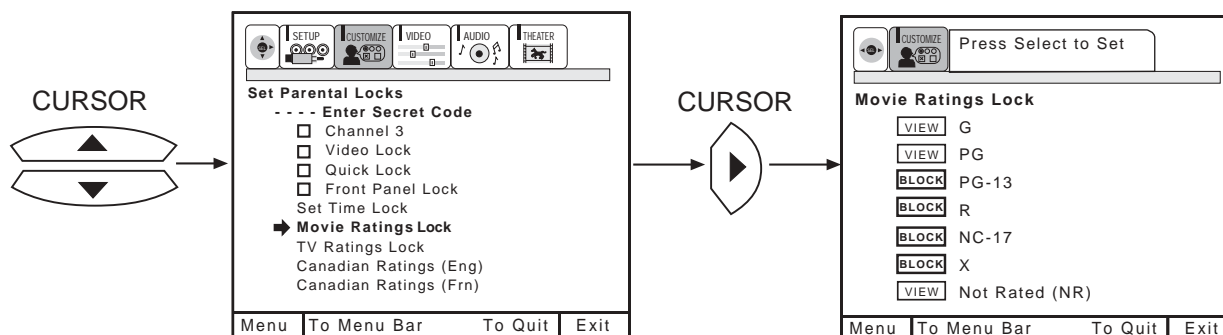 CURSOR
SETUP
CUSTOMIZE
VIDEO
AUDIO
THEATER
Set Parental Locks
- - - - Enter Secret Code
Channel 3
Video Lock
Quick Lock
Front Panel Lock
Set Time Lock
Movie Ratings Lock
TV Ratings Lock
Canadian Ratings (Eng)
Canadian Ratings (Frn)
Menu To Menu Bar To Quit Exit
CURSOR
CUSTOMIZE
Press Select to Set
Movie Ratings Lock
VIEW G
VIEW PG
BLOCK PG-13
BLOCK R
BLOCK NC-17
BLOCK X
VIEW Not Rated (NR)
Menu To Menu Bar To Quit Exit